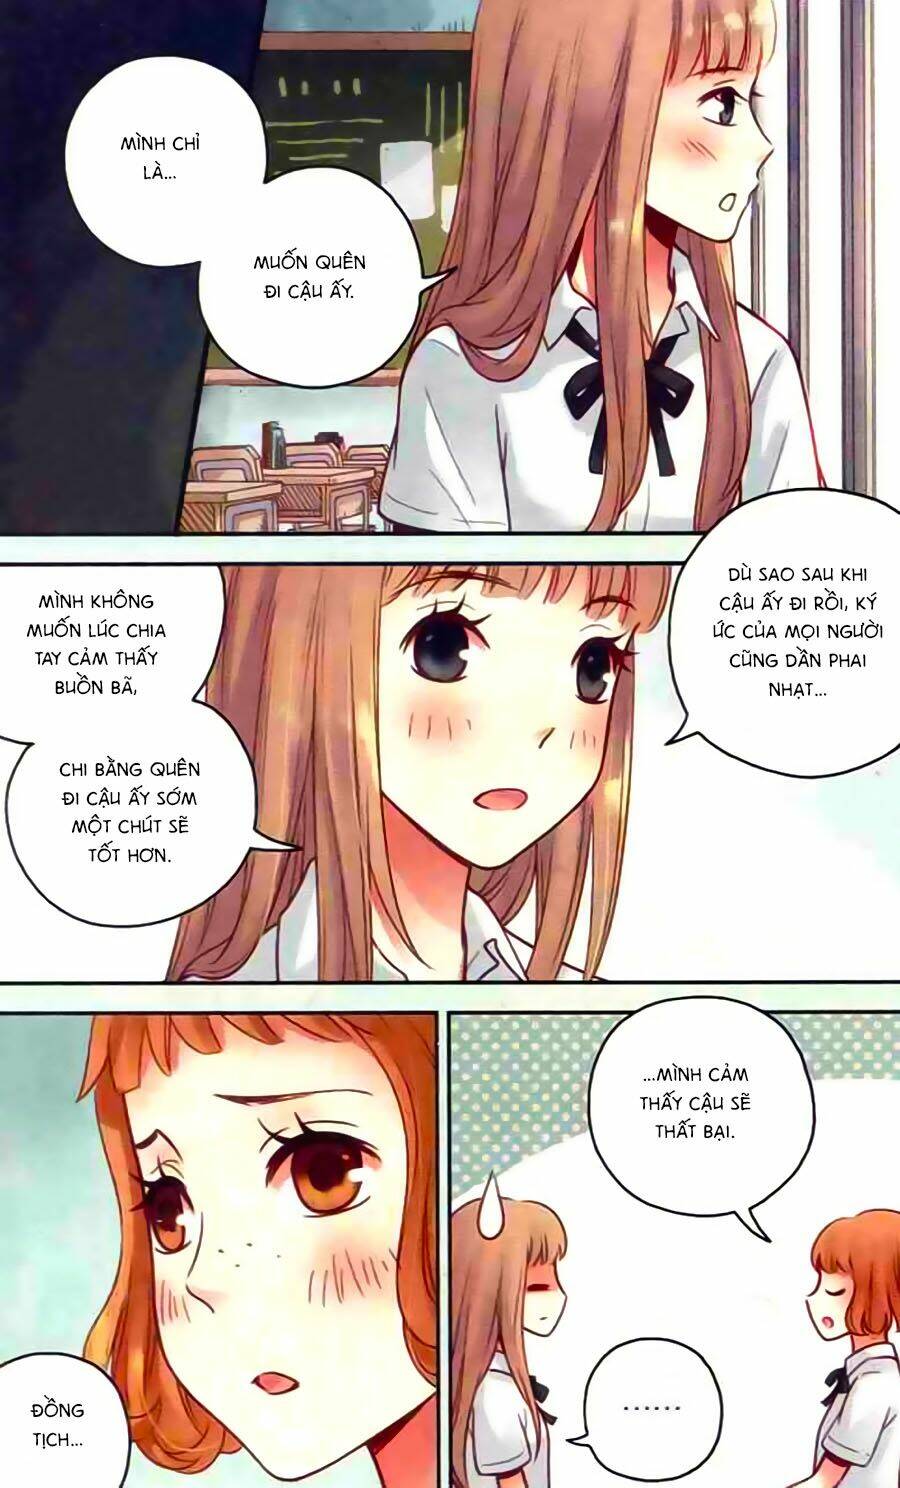 MÌNH CHỈ
LÀ...
MUỐN QUÊN
ĐI CẬU ẤY.
DÙ SAO SAU KHI
CẬU ẤY ĐI RỒI, KÝ
ỨC CỦA MỌI NGƯỜI
CŨNG DẦN PHAI
NHẠT...
MÌNH KHÔNG
MUỐN LÚC CHIA
TAY CẢM THẤY
BUỒN BÃ,
CHI BẰNG QUÊN
ĐI CẬU ẤY SỚM
MỘT CHÚT SẼ
TỐT HƠN.
ĐỒNG
TỊCH...
...MÌNH CẢM
THẤY CẬU SẼ
THẤT BẠI.
.......